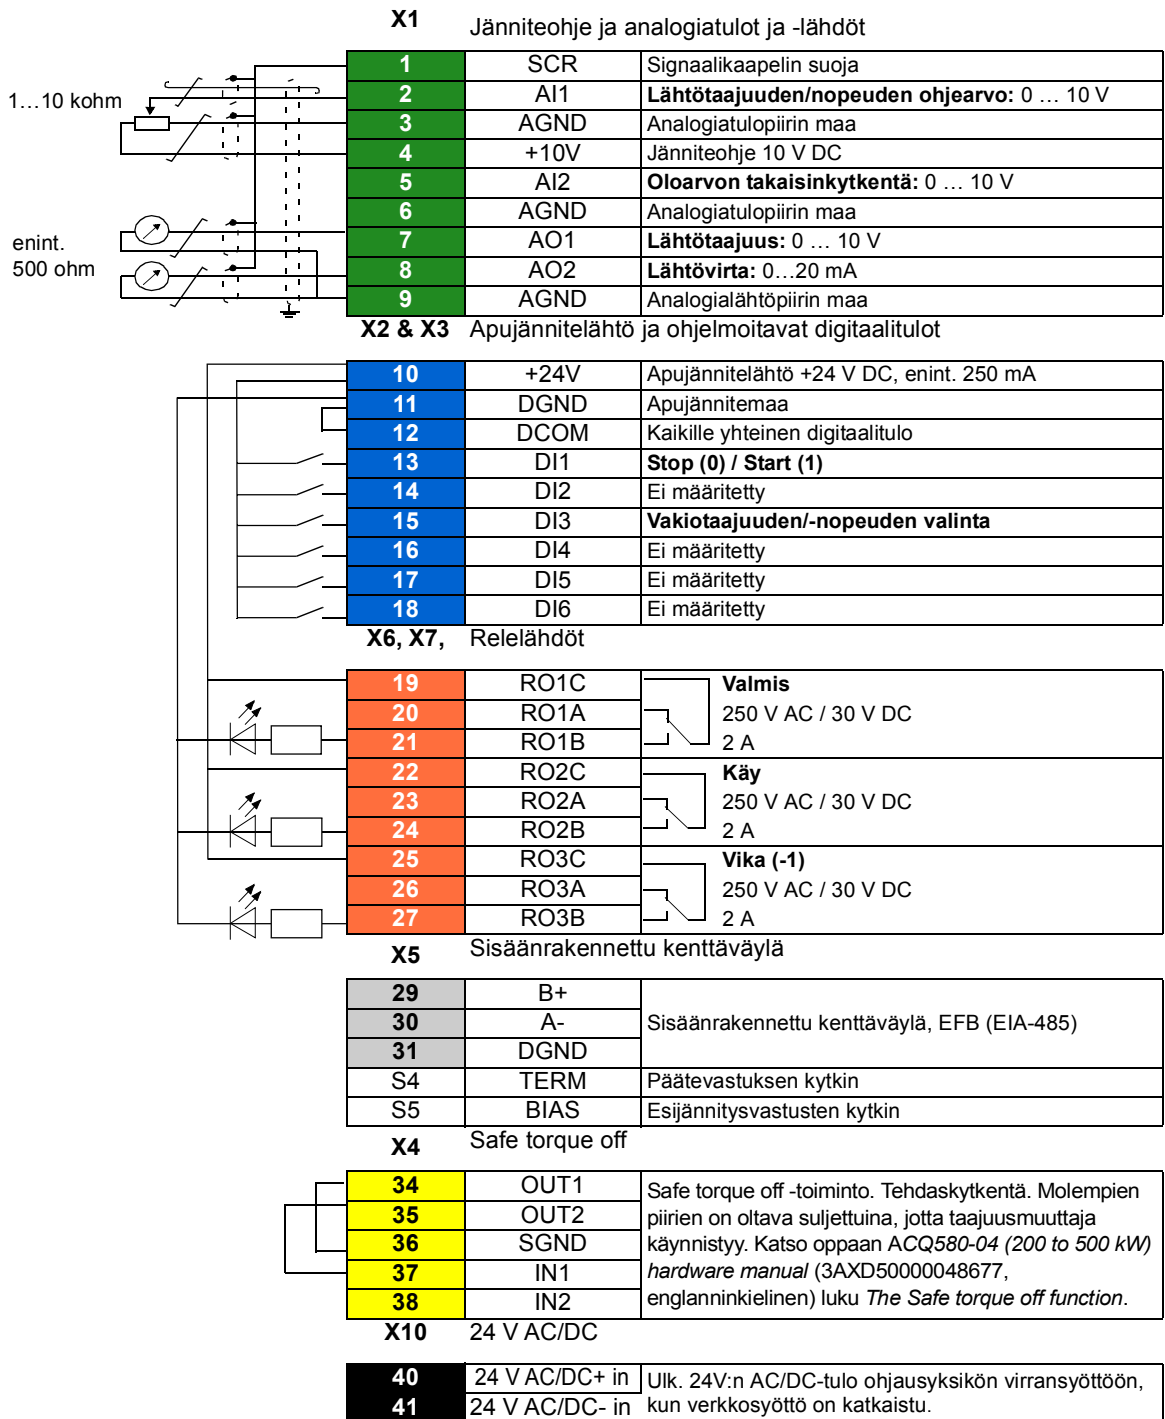 X1 Jänniteohje ja analogiatulot ja -lähdöt
1 SCR Signaalikaapelin suoja
1…10 kohm
2 AI1 Lähtötaajuuden/nopeuden ohjearvo: 0 … 10 V
3 AGND Analogiatulopiirin maa
4 +10V Jänniteohje 10 V DC
5 AI2 Oloarvon takaisinkytkentä: 0 … 10 V
6 AGND Analogiatulopiirin maa
enint.
500 ohm
7 AO1 Lähtötaajuus: 0 … 10 V
8 AO2 Lähtövirta: 0…20 mA
9 AGND Analogialähtöpiirin maa
X2 & X3 Apujännitelähtö ja ohjelmoitavat digitaalitulot
10 +24V Apujännitelähtö +24 V DC, enint. 250 mA
11 DGND Apujännitemaa
12 DCOM Kaikille yhteinen digitaalitulo
13 DI1 Stop (0) / Start (1)
14 DI2 Ei määritetty
15 DI3 Vakiotaajuuden/-nopeuden valinta
16 DI4 Ei määritetty
17 DI5 Ei määritetty
18 DI6 Ei määritetty
X6, X7, Relelähdöt
19 RO1C Valmis
20 RO1A 250 V AC / 30 V DC
21 RO1B 2 A
22 RO2C Käy
23 RO2A 250 V AC / 30 V DC
24 RO2B 2 A
25 RO3C Vika (-1)
26 RO3A 250 V AC / 30 V DC
27 RO3B 2 A
X5 Sisäänrakennettu kenttäväylä
29 B+
30 A- Sisäänrakennettu kenttäväylä, EFB (EIA-485)
31 DGND
S4 TERM Päätevastuksen kytkin
S5 BIAS Esijännitysvastusten kytkin
X4 Safe torque off
34 OUT1 Safe torque off -toiminto. Tehdaskytkentä. Molempien
35 OUT2 piirien on oltava suljettuina, jotta taajuusmuuttaja
36 SGND käynnistyy. Katso oppaan ACQ580-04 (200 to 500 kW)
37 IN1 hardware manual (3AXD50000048677,
38 IN2 englanninkielinen) luku The Safe torque off function.
X10 24 V AC/DC
40 24 V AC/DC+ in Ulk. 24V:n AC/DC-tulo ohjausyksikön virransyöttöön,
41 24 V AC/DC- in kun verkkosyöttö on katkaistu.